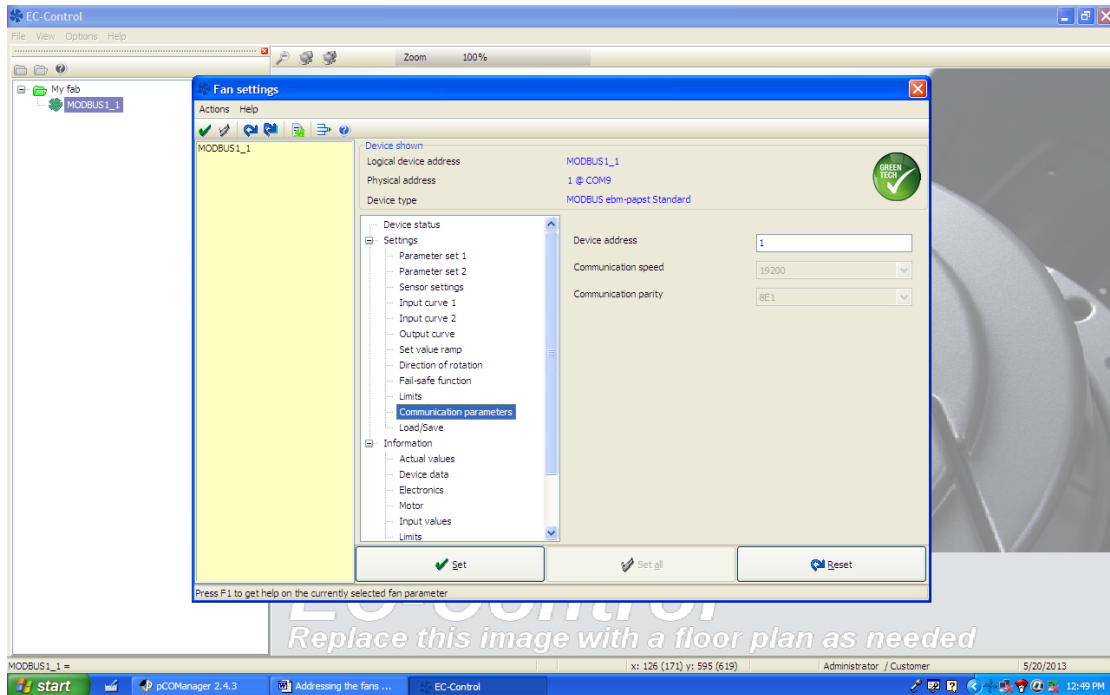 EC-Control
File View Options Help
Zoom 100%
My fab
MODBUS1_1
Fan settings
Actions Help
MODBUS1_1
Device shown
Logical device address MODBUS1_1
Physical address 1 @ COM9
Device type MODBUS ebm-papst Standard
GREEN
TECH
Device status
Settings
Parameter set 1
Parameter set 2
Sensor settings
Input curve 1
Input curve 2
Output curve
Set value ramp
Direction of rotation
Fail-safe function
Limits
Communication parameters
Load/Save
Information
Actual values
Device data
Electronics
Motor
Input values
Limits
Device address 1
Communication speed 19200
Communication parity 8E1
Set
Set all
Reset
Press F1 to get help on the currently selected fan parameter
EC-Control
Replace this image with a floor plan as needed
MODBUS1_1 = x: 126 (171) y: 595 (619) Administrator / Customer 5/20/2013
start pCOManager 2.4.3 Addressing the fans ... EC-Control 12:49 PM